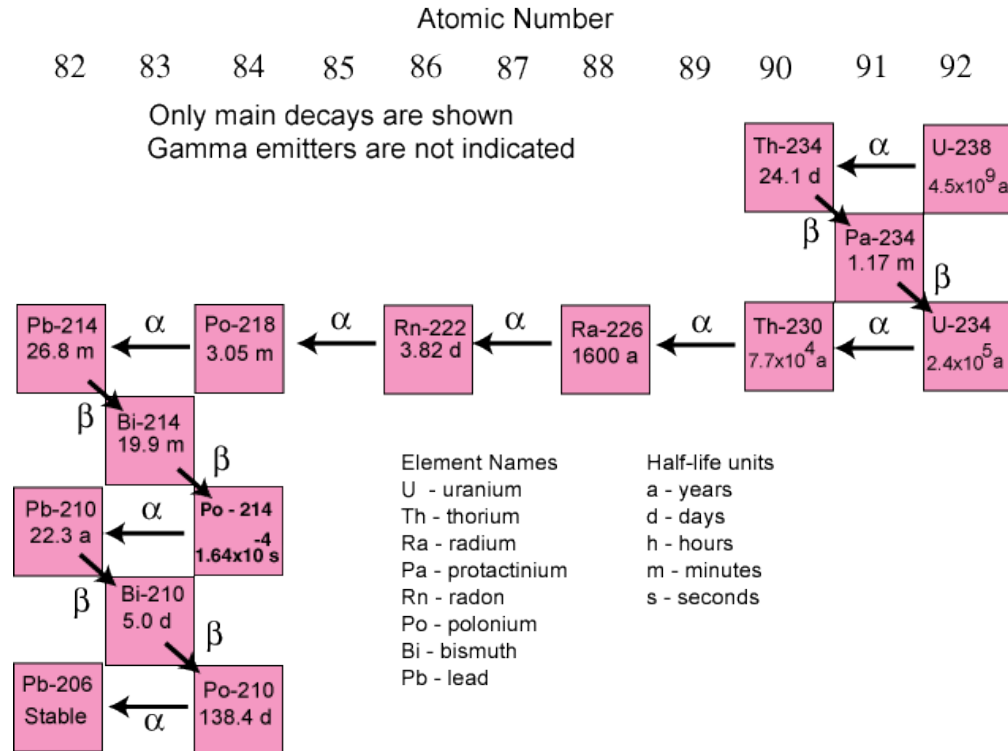 Atomic Number
82 83 84 85 86 87 88 89 90 91 92
Only main decays are shown
Gamma emitters are not indicated
Th-234
24.1 d
α
U-238
4.5x10⁹ a
β
Pa-234
1.17 m
β
Pb-214
26.8 m
α
Po-218
3.05 m
α
Rn-222
3.82 d
α
Ra-226
1600 a
α
Th-230
7.7x10⁴ a
α
U-234
2.4x10⁵ a
β
Bi-214
19.9 m
β
Pb-210
22.3 a
α
Po - 214
-4
1.64x10 s
β
Bi-210
5.0 d
β
Pb-206
Stable
α
Po-210
138.4 d
Element Names
U - uranium
Th - thorium
Ra - radium
Pa - protactinium
Rn - radon
Po - polonium
Bi - bismuth
Pb - lead
Half-life units
a - years
d - days
h - hours
m - minutes
s - seconds